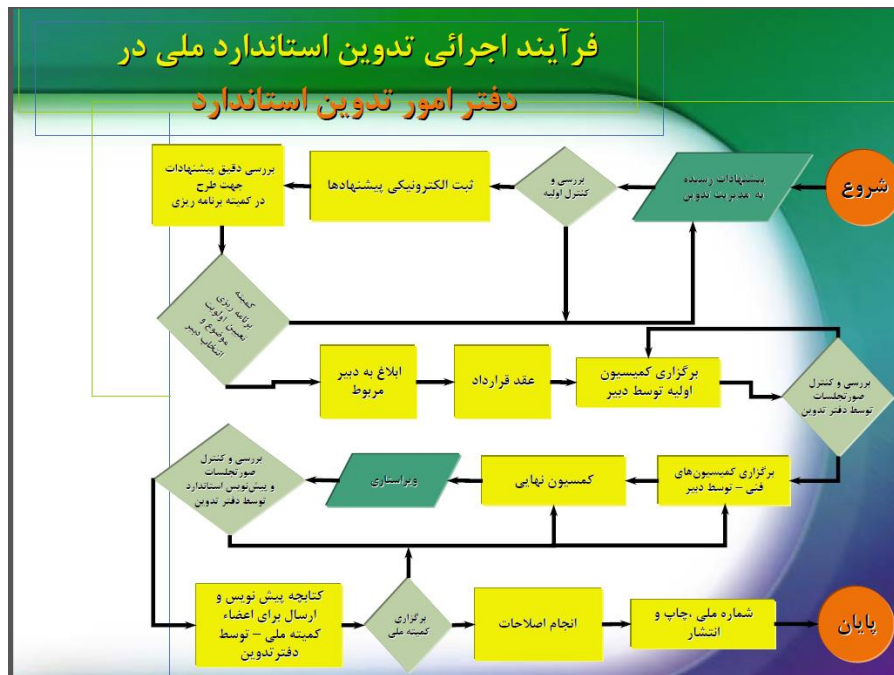 فرآیند اجرائی تدوین استاندارد ملی در
دفتر امور تدوین استاندارد
شروع
پیشنهادات رسیده
به مدیریت تدوین
بررسی و
کنترل اولیه
ثبت الکترونیکی پیشنهادها
بررسی دقیق پیشنهادات
جهت طرح
در کمیته برنامه ریزی
کمیته
برنامه ریزی
تعیین اولویت
موضوع و
انتخاب دبیر
ابلاغ به دبیر
مربوط
عقد قرارداد
برگزاری کمیسیون
اولیه توسط دبیر
بررسی و کنترل
صورتجلسات
توسط دفتر تدوین
برگزاری کمیسیون‌های
فنی – توسط دبیر
کمسیون نهایی
ویراستاری
بررسی و کنترل
صورتجلسات
و پیش‌نویس استاندارد
توسط دفتر تدوین
کتابچه پیش نویس و
ارسال برای اعضاء
کمیته ملی – توسط
دفترتدوین
برگزاری
کمیته ملی
انجام اصلاحات
شماره ملی ،چاپ و
انتشار
پایان